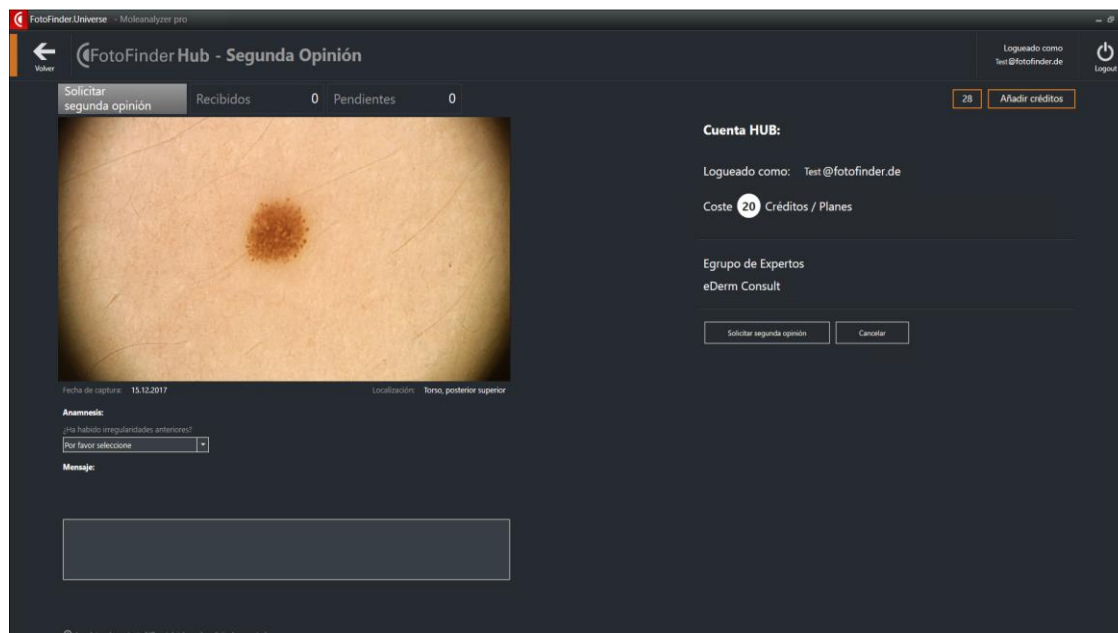 FotoFinder.Universe - Moleanalyzer pro
Volver
FotoFinder Hub - Segunda Opinión
Logueado como
Test@fotofinder.de
Logout
Solicitar
segunda opinión
Recibidos 0
Pendientes 0
28
Añadir créditos
Fecha de captura: 15.12.2017
Localización: Torso, posterior superior
Anamnesis:
¿Ha habido irregularidades anteriores?
Por favor seleccione
Mensaje:
Cuenta HUB:
Logueado como: Test@fotofinder.de
Coste 20 Créditos / Planes
Egrupo de Expertos
eDerm Consult
Solicitar segunda opinión
Cancelar